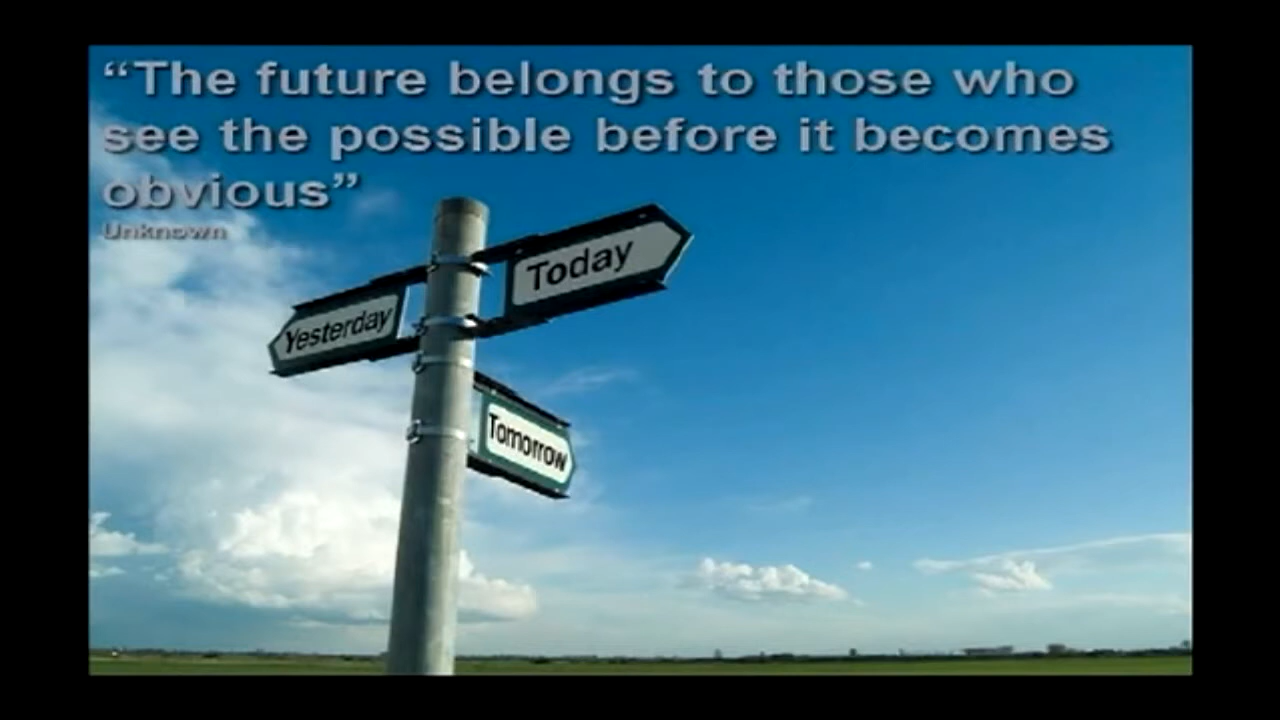 “The future belongs to those who
see the possible before it becomes
obvious”
Unknown
Today
Yesterday
Tomorrow